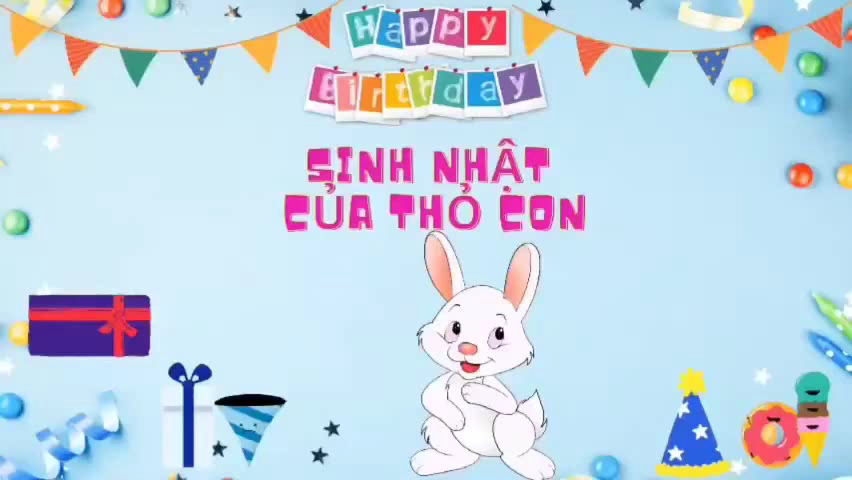 Happy
Birthday
SINH NHẬT
CỦA THỎ CON